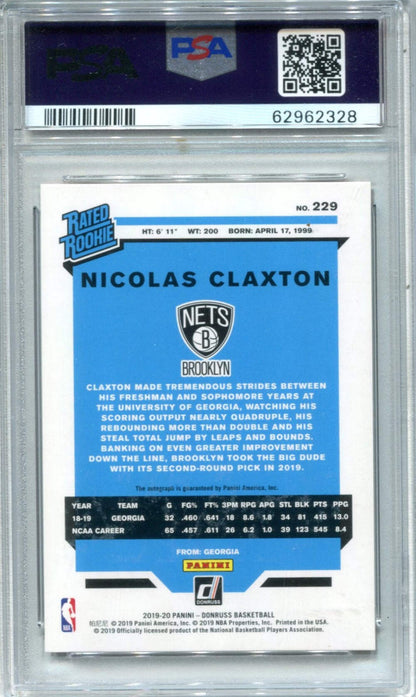 PSA
PSA
62962328
RATED
ROOKIE
NO. 229
HT: 6' 11" WT: 200 BORN: APRIL 17, 1999
NICOLAS CLAXTON
NETS
B
BROOKLYN
CLAXTON MADE TREMENDOUS STRIDES BETWEEN
HIS FRESHMAN AND SOPHOMORE YEARS AT
THE UNIVERSITY OF GEORGIA, WATCHING HIS
SCORING OUTPUT NEARLY QUADRUPLE, HIS
REBOUNDING MORE THAN DOUBLE AND HIS
STEAL TOTAL JUMP BY LEAPS AND BOUNDS.
BANKING ON EVEN GREATER IMPROVEMENT
DOWN THE LINE, BROOKLYN TOOK THE BIG DUDE
WITH ITS SECOND-ROUND PICK IN 2019.
The autograph is guaranteed by Panini America, Inc.
YEAR TEAM G FG% FT% 3PM RPG APG STL BLK PTS PPG
18-19 GEORGIA 32 .460 .641 18 8.6 1.8 34 81 415 13.0
NCAA CAREER 65 .457 .611 26 6.2 1.0 39 123 545 8.4
FROM: GEORGIA
PANINI
DONRUSS
NBA
2019-20 PANINI – DONRUSS BASKETBALL
帕尼尼 © 2019 Panini America, Inc. © 2019 NBA Properties, Inc. Printed in the USA.
© 2019 Officially licensed product of the National Basketball Players Association.